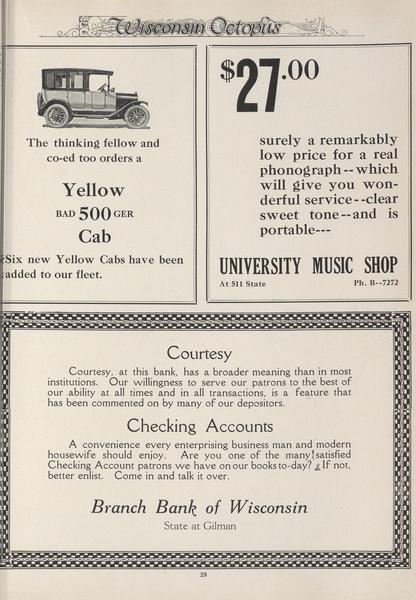 Wisconsin Octopus
The thinking fellow and
co-ed too orders a
Yellow
BAD 500 GER
Cab
Six new Yellow Cabs have been
added to our fleet.
$27.00
surely a remarkably
low price for a real
phonograph--which
will give you won-
derful service--clear
sweet tone--and is
portable---
UNIVERSITY MUSIC SHOP
At 511 State Ph. B--7272
Courtesy
Courtesy, at this bank, has a broader meaning than in most
institutions. Our willingness to serve our patrons to the best of
our ability at all times and in all transactions, is a feature that
has been commented on by many of our depositors.
Checking Accounts
A convenience every enterprising business man and modern
housewife should enjoy. Are you one of the many satisfied
Checking Account patrons we have on our books to-day? If not,
better enlist. Come in and talk it over.
Branch Bank of Wisconsin
State at Gilman
29